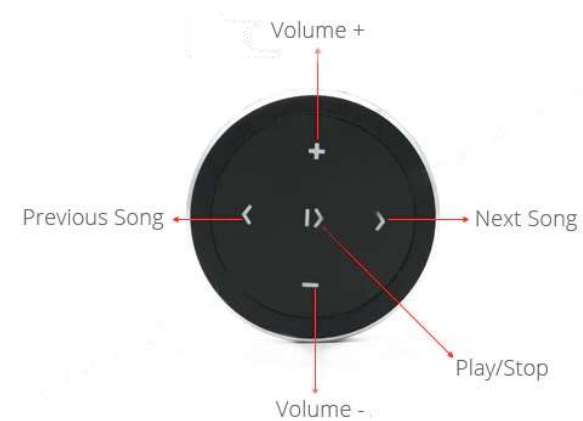 Volume +
Previous Song
Next Song
Play/Stop
Volume -